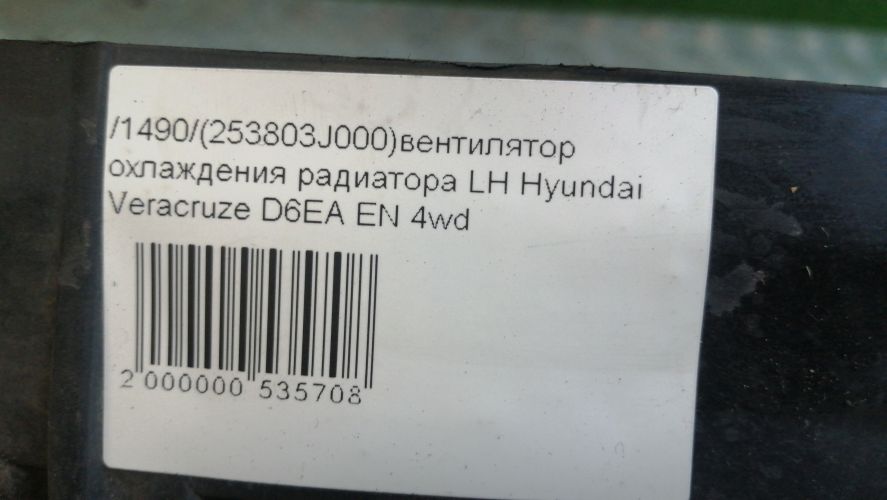 /1490/(253803J000)вентилятор
охлаждения радиатора LH Hyundai
Veracruze D6EA EN 4wd
2 000000 535708